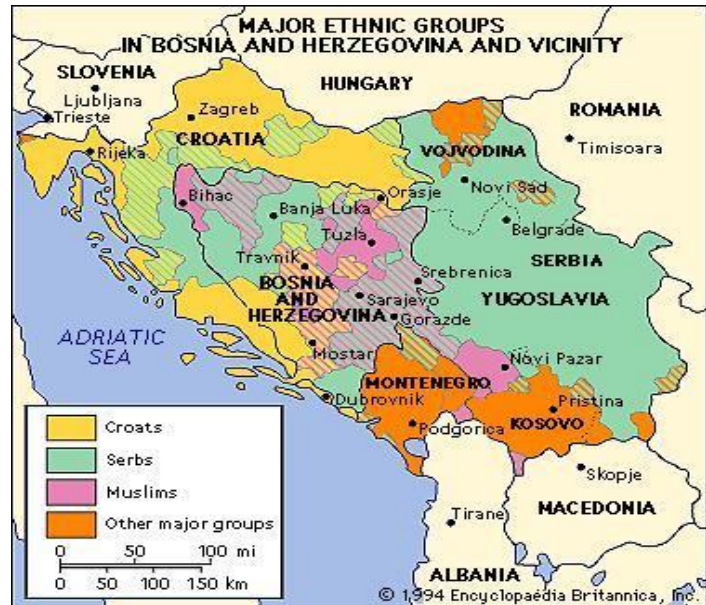 MAJOR ETHNIC GROUPS
IN BOSNIA AND HERZEGOVINA AND VICINITY
SLOVENIA
Ljubljana
Trieste
HUNGARY
ROMANIA
Zagreb
CROATIA
Rijeka
VOJVODINA
Timisoara
Novi Sad
Bihac
Orasje
Banja Luka
Belgrade
Tuzla
Travnik
SERBIA
Srebrenica
BOSNIA
AND
HERZEGOVINA
Sarajevo
YUGOSLAVIA
Gorazde
ADRIATIC
SEA
Mostar
Novi Pazar
MONTENEGRO
Dubrovnik
Pristina
KOSOVO
Podgorica
Skopje
MACEDONIA
Tirane
ALBANIA
Croats
Serbs
Muslims
Other major groups
0 100 mi
0 50 100 150 km
© 1994 Encyclopaedia Britannica, Inc.